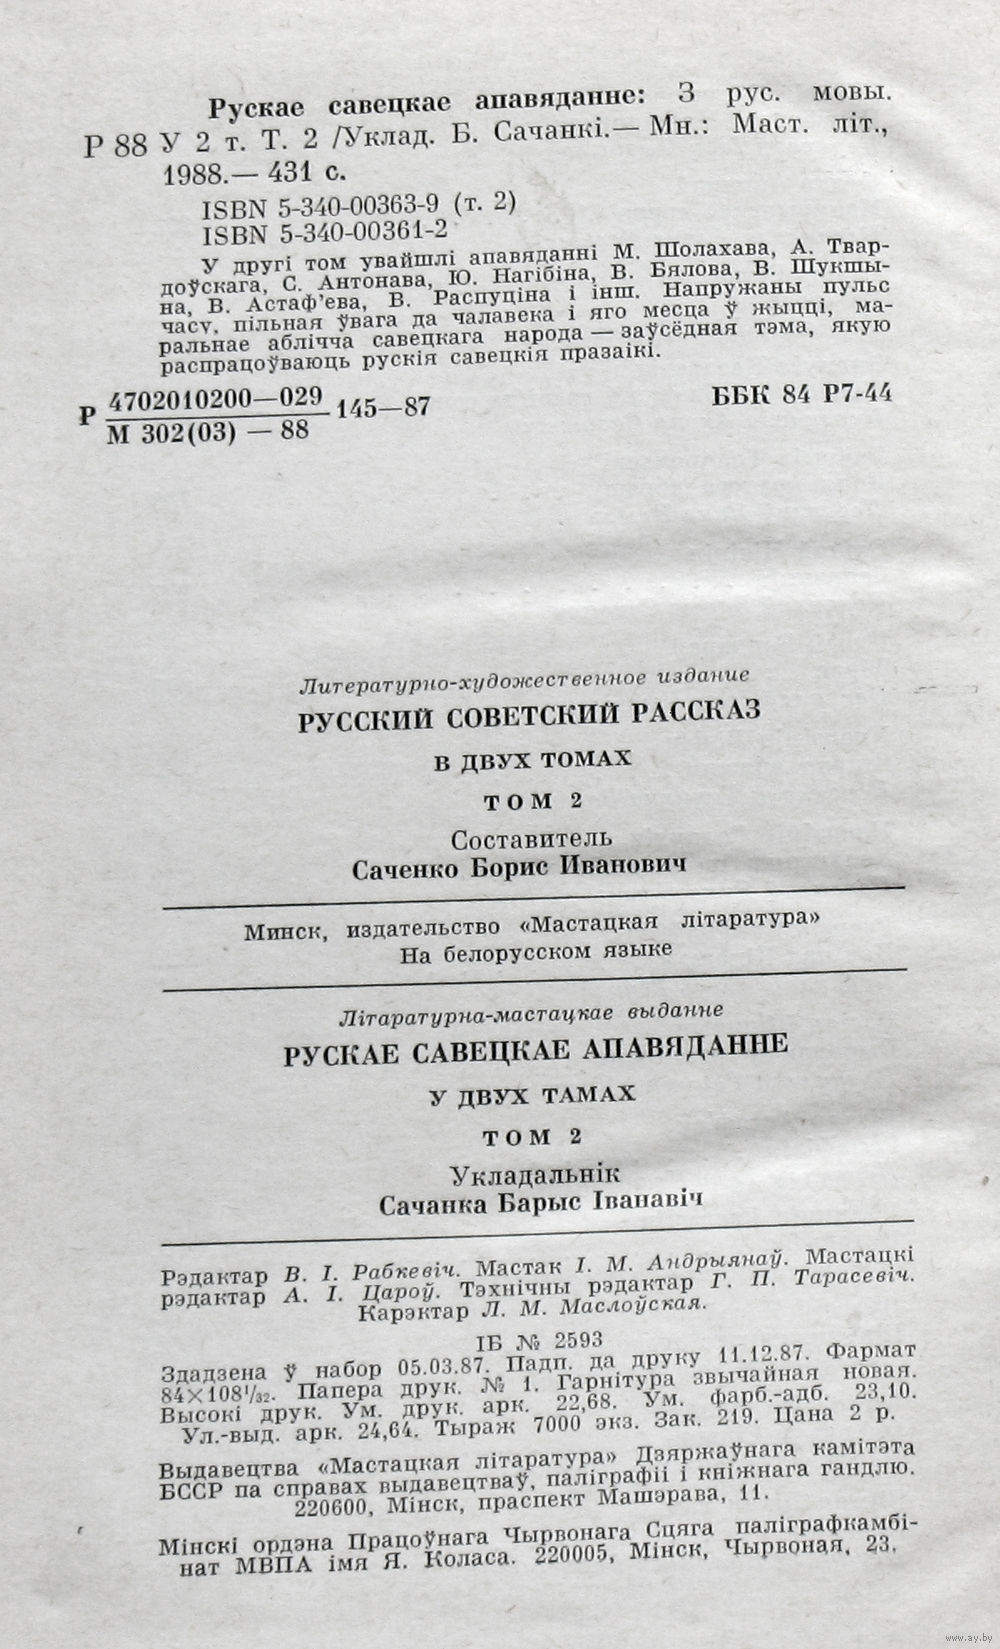 Рускае савецкае апавяданне: З рус. мовы.
Р 88 У 2 т. Т. 2 /Уклад. Б. Сачанкі.— Мн.: Маст. літ.,
1988.— 431 с.
ISBN 5-340-00363-9 (т. 2)
ISBN 5-340-00361-2
У другі том увайшлі апавяданні М. Шолахава, А. Твар-
доўскага, С. Антонава, Ю. Нагібіна, В. Бялова, В. Шукшы-
на, В. Астаф’ева, В. Распуціна і інш. Напружаны пульс
часу, пільная ўвага да чалавека і яго месца ў жыцці, ма-
ральнае аблічча савецкага народа — заўсёдная тэма, якую
распрацоўваюць рускія савецкія празаікі.
Р 4702010200—029 145—87 ББК 84 Р7-44
М 302(03) — 88
Литературно-художественное издание
РУССКИЙ СОВЕТСКИЙ РАССКАЗ
В ДВУХ ТОМАХ
ТОМ 2
Составитель
Саченко Борис Иванович
Минск, издательство «Мастацкая літаратура»
На белорусском языке
Літаратурна-мастацкае выданне
РУСКАЕ САВЕЦКАЕ АПАВЯДАННЕ
У ДВУХ ТАМАХ
ТОМ 2
Укладальнік
Сачанка Барыс Іванавіч
Рэдактар В. І. Рабкевіч. Мастак І. М. Андрыянаў. Мастацкі
рэдактар А. І. Цароў. Тэхнічны рэдактар Г. П. Тарасевіч.
Карэктар Л. М. Маслоўская.
ІБ № 2593
Здадзена ў набор 05.03.87. Падп. да друку 11.12.87. Фармат
84×108¹/₃₂. Папера друк. № 1. Гарнітура звычайная новая.
Высокі друк. Ум. друк. арк. 22,68. Ум. фарб.-адб. 23,10.
Ул.-выд. арк. 24,64. Тыраж 7000 экз. Зак. 219. Цана 2 р.
Выдавецтва «Мастацкая літаратура» Дзяржаўнага камітэта
БССР па справах выдавецтваў, паліграфіі і кніжнага гандлю.
220600, Мінск, праспект Машэрава, 11.
Мінскі ордэна Працоўнага Чырвонага Сцяга паліграфкамбі-
нат МВПА імя Я. Коласа. 220005, Мінск, Чырвоная, 23.
www.ay.by